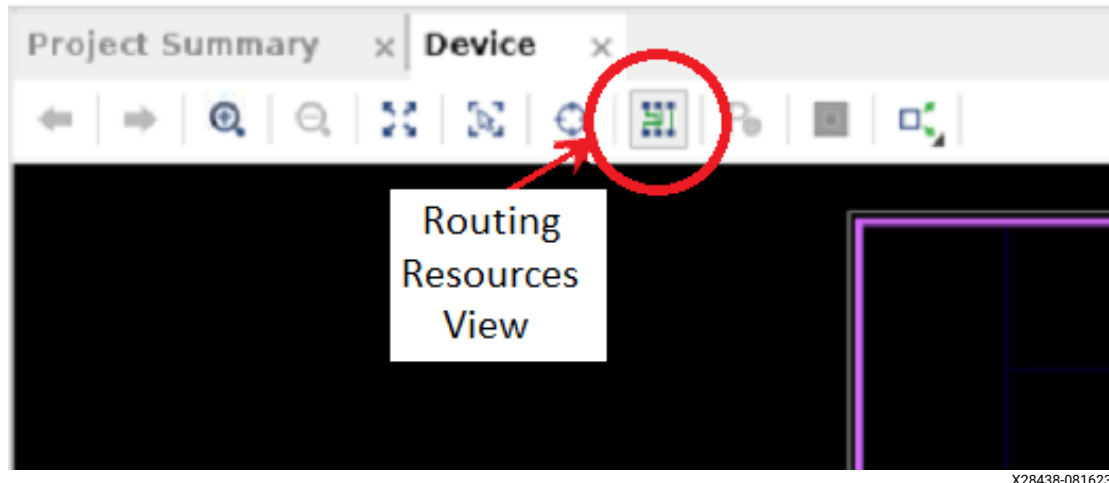 Project Summary × Device ×
Routing
Resources
View
X28438-081623